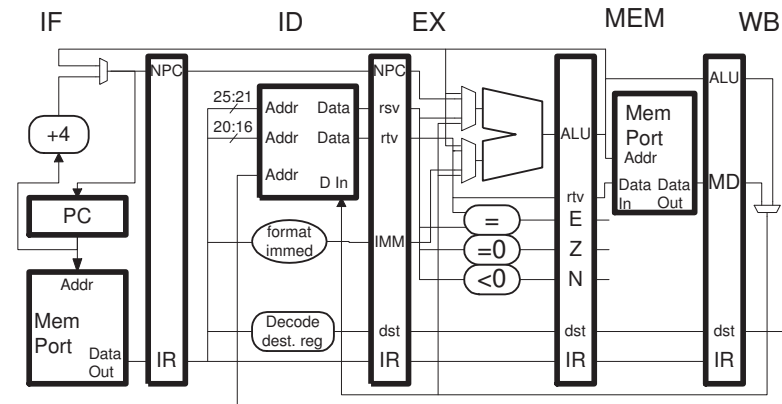 IF ID EX MEM WB
NPC
NPC
+4
PC
Addr
Mem
Port
Data
Out
IR
25:21
20:16
Addr Data
Addr Data
Addr
D In
format
immed
Decode
dest. reg
rsv
rtv
IMM
dst
IR
=
=0
<0
ALU
rtv
E
Z
N
dst
IR
Mem
Port
Addr
Data
In
Data
Out
ALU
MD
dst
IR